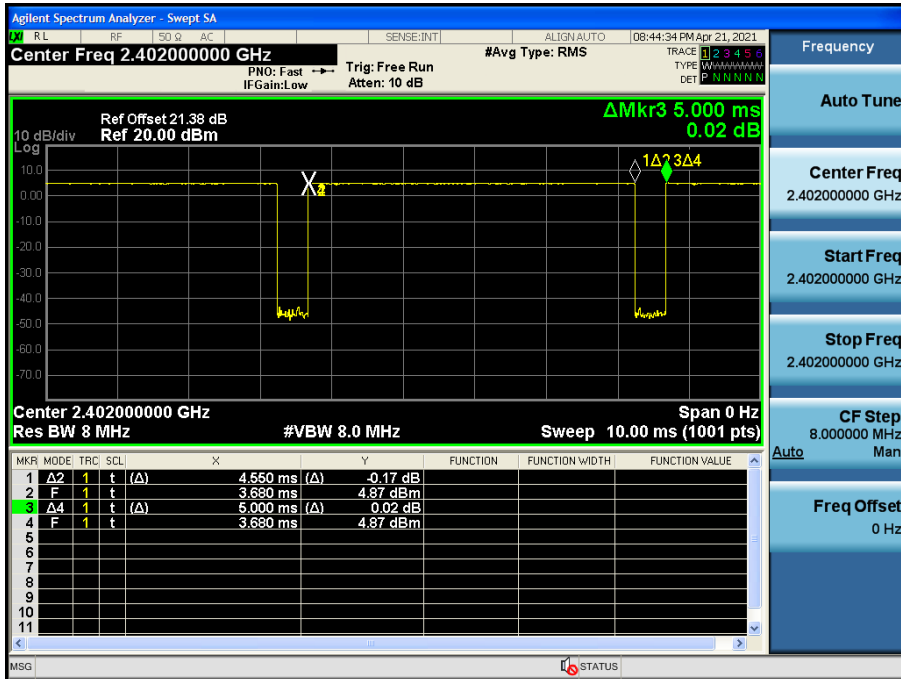 Agilent Spectrum Analyzer - Swept SA
LXI RL RF 50 Ω AC SENSE:INT ALIGN AUTO 08:44:34 PM Apr 21, 2021
Center Freq 2.402000000 GHz #Avg Type: RMS TRACE 1 2 3 4 5 6
PNO: Fast Trig: Free Run TYPE WWWWWW
IFGain:Low Atten: 10 dB DET P N N N N N
Frequency
ΔMkr3 5.000 ms
Ref Offset 21.38 dB
10 dB/div Ref 20.00 dBm 0.02 dB
Log
10.0
0.00
-10.0
-20.0
-30.0
-40.0
-50.0
-60.0
-70.0
X 2
1Δ2 3Δ4
Center 2.402000000 GHz Span 0 Hz
Res BW 8 MHz #VBW 8.0 MHz Sweep 10.00 ms (1001 pts)
MKR MODE TRC SCL X Y FUNCTION FUNCTION WIDTH FUNCTION VALUE
1 Δ2 1 t (Δ) 4.550 ms (Δ) -0.17 dB
2 F 1 t 3.680 ms 4.87 dBm
3 Δ4 1 t (Δ) 5.000 ms (Δ) 0.02 dB
4 F 1 t 3.680 ms 4.87 dBm
5
6
7
8
9
10
11
MSG STATUS
Auto Tune
Center Freq
2.402000000 GHz
Start Freq
2.402000000 GHz
Stop Freq
2.402000000 GHz
CF Step
8.000000 MHz
Auto Man
Freq Offset
0 Hz